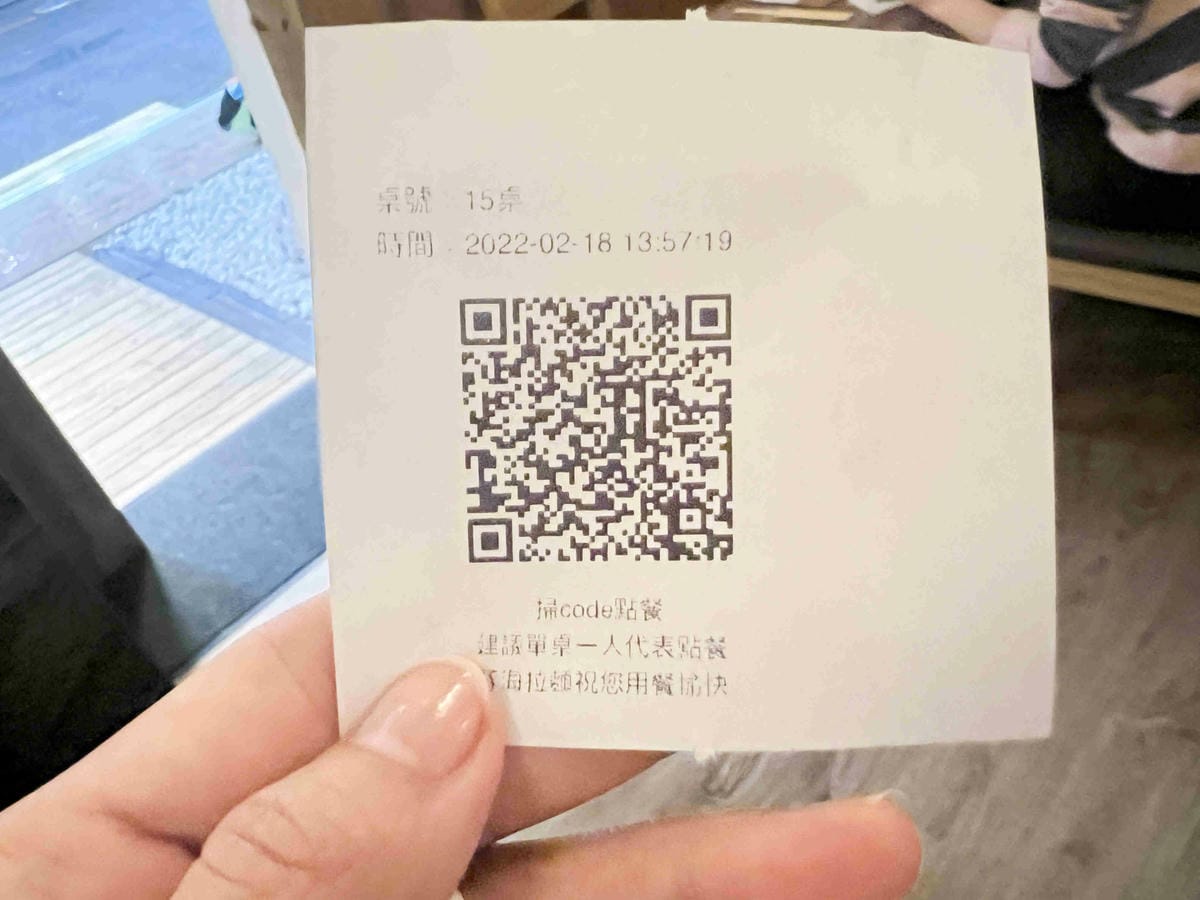 桌號：15桌
時間：2022-02-18 13:57:19
掃code點餐
建議單桌一人代表點餐
海拉麵祝您用餐愉快